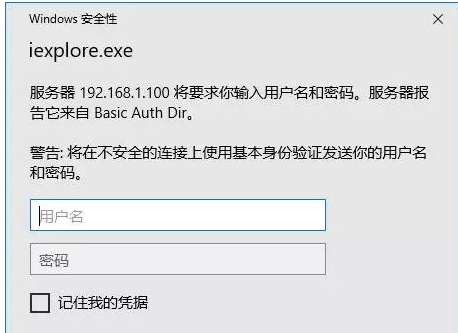 Windows 安全性
iexplore.exe
服务器 192.168.1.100 将要求你输入用户名和密码。服务器报
告它来自 Basic Auth Dir。
警告: 将在不安全的连接上使用基本身份验证发送你的用户名
和密码。
用户名
密码
记住我的凭据